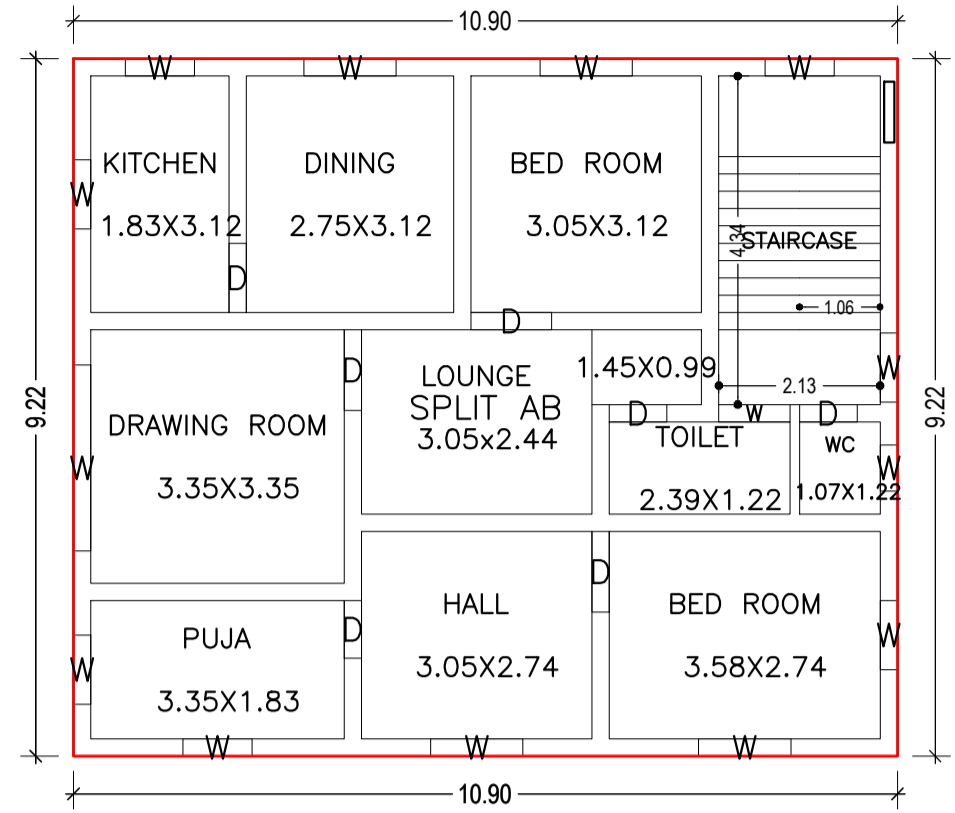 10.90
W W W W
KITCHEN DINING BED ROOM
W
1.83X3.12 2.75X3.12 3.05X3.12
4.34
STAIRCASE
D
1.06
D
D
1.45X0.99
W
LOUNGE
2.13
SPLIT AB
9.22
9.22
D
W
D
DRAWING ROOM
3.05x2.44
TOILET
WC
W
W
3.35X3.35
2.39X1.22
1.07X1.22
D
HALL
BED ROOM
D
PUJA
W
W
3.05X2.74
3.58X2.74
3.35X1.83
W W W
10.90